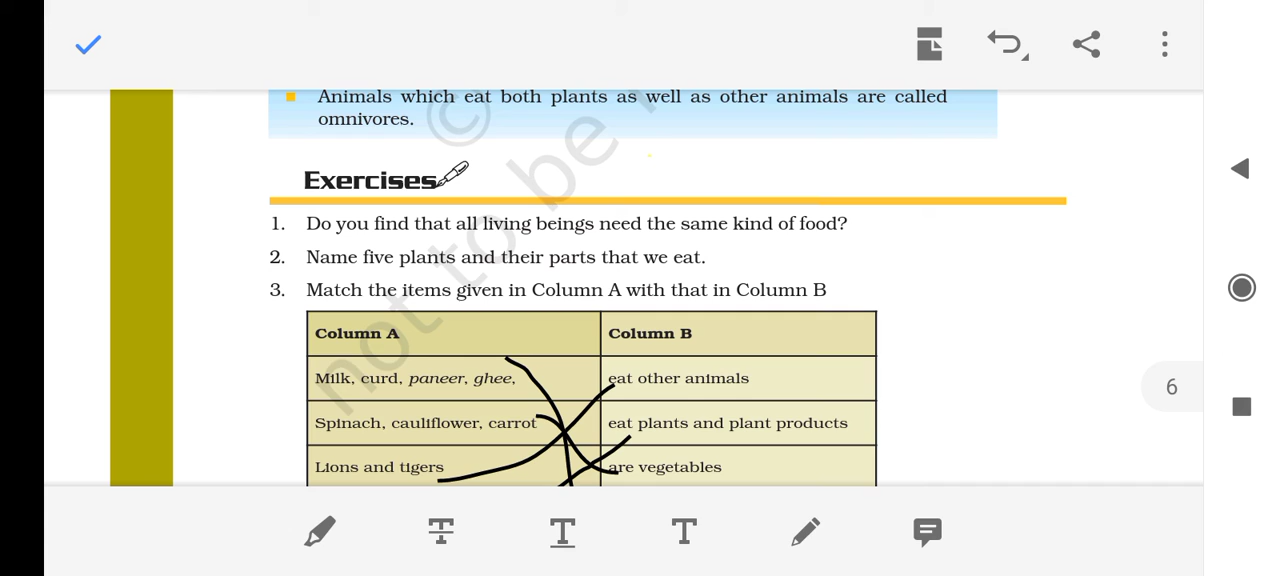 Animals which eat both plants as well as other animals are called
omnivores.
© not to be r
Exercises
1. Do you find that all living beings need the same kind of food?
2. Name five plants and their parts that we eat.
3. Match the items given in Column A with that in Column B
Column A Column B
Milk, curd, paneer, ghee, eat other animals
Spinach, cauliflower, carrot eat plants and plant products
Lions and tigers are vegetables
6